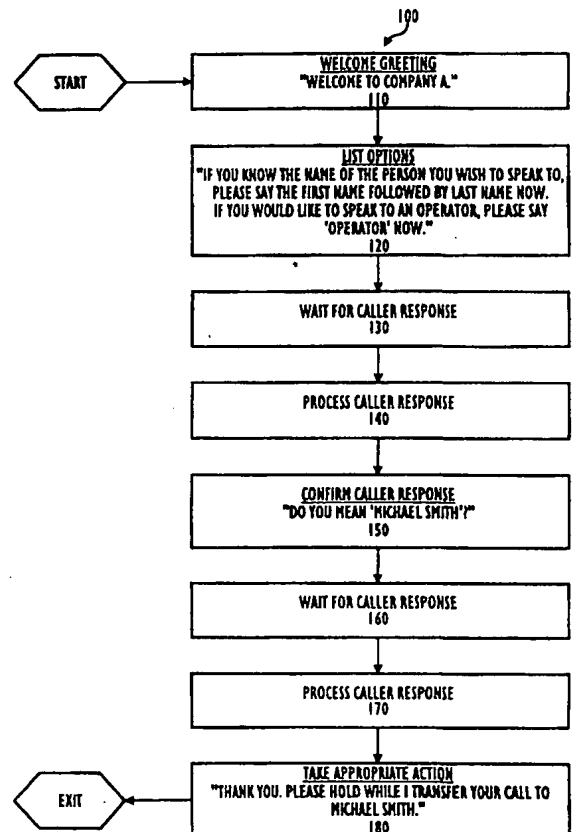 100
START
WELCOME GREETING
"WELCOME TO COMPANY A."
110
LIST OPTIONS
"IF YOU KNOW THE NAME OF THE PERSON YOU WISH TO SPEAK TO,
PLEASE SAY THE FIRST NAME FOLLOWED BY LAST NAME NOW.
IF YOU WOULD LIKE TO SPEAK TO AN OPERATOR, PLEASE SAY
'OPERATOR' NOW."
120
WAIT FOR CALLER RESPONSE
130
PROCESS CALLER RESPONSE
140
CONFIRM CALLER RESPONSE
"DO YOU MEAN 'MICHAEL SMITH'?"
150
WAIT FOR CALLER RESPONSE
160
PROCESS CALLER RESPONSE
170
TAKE APPROPRIATE ACTION
"THANK YOU. PLEASE HOLD WHILE I TRANSFER YOUR CALL TO
MICHAEL SMITH."
180
EXIT